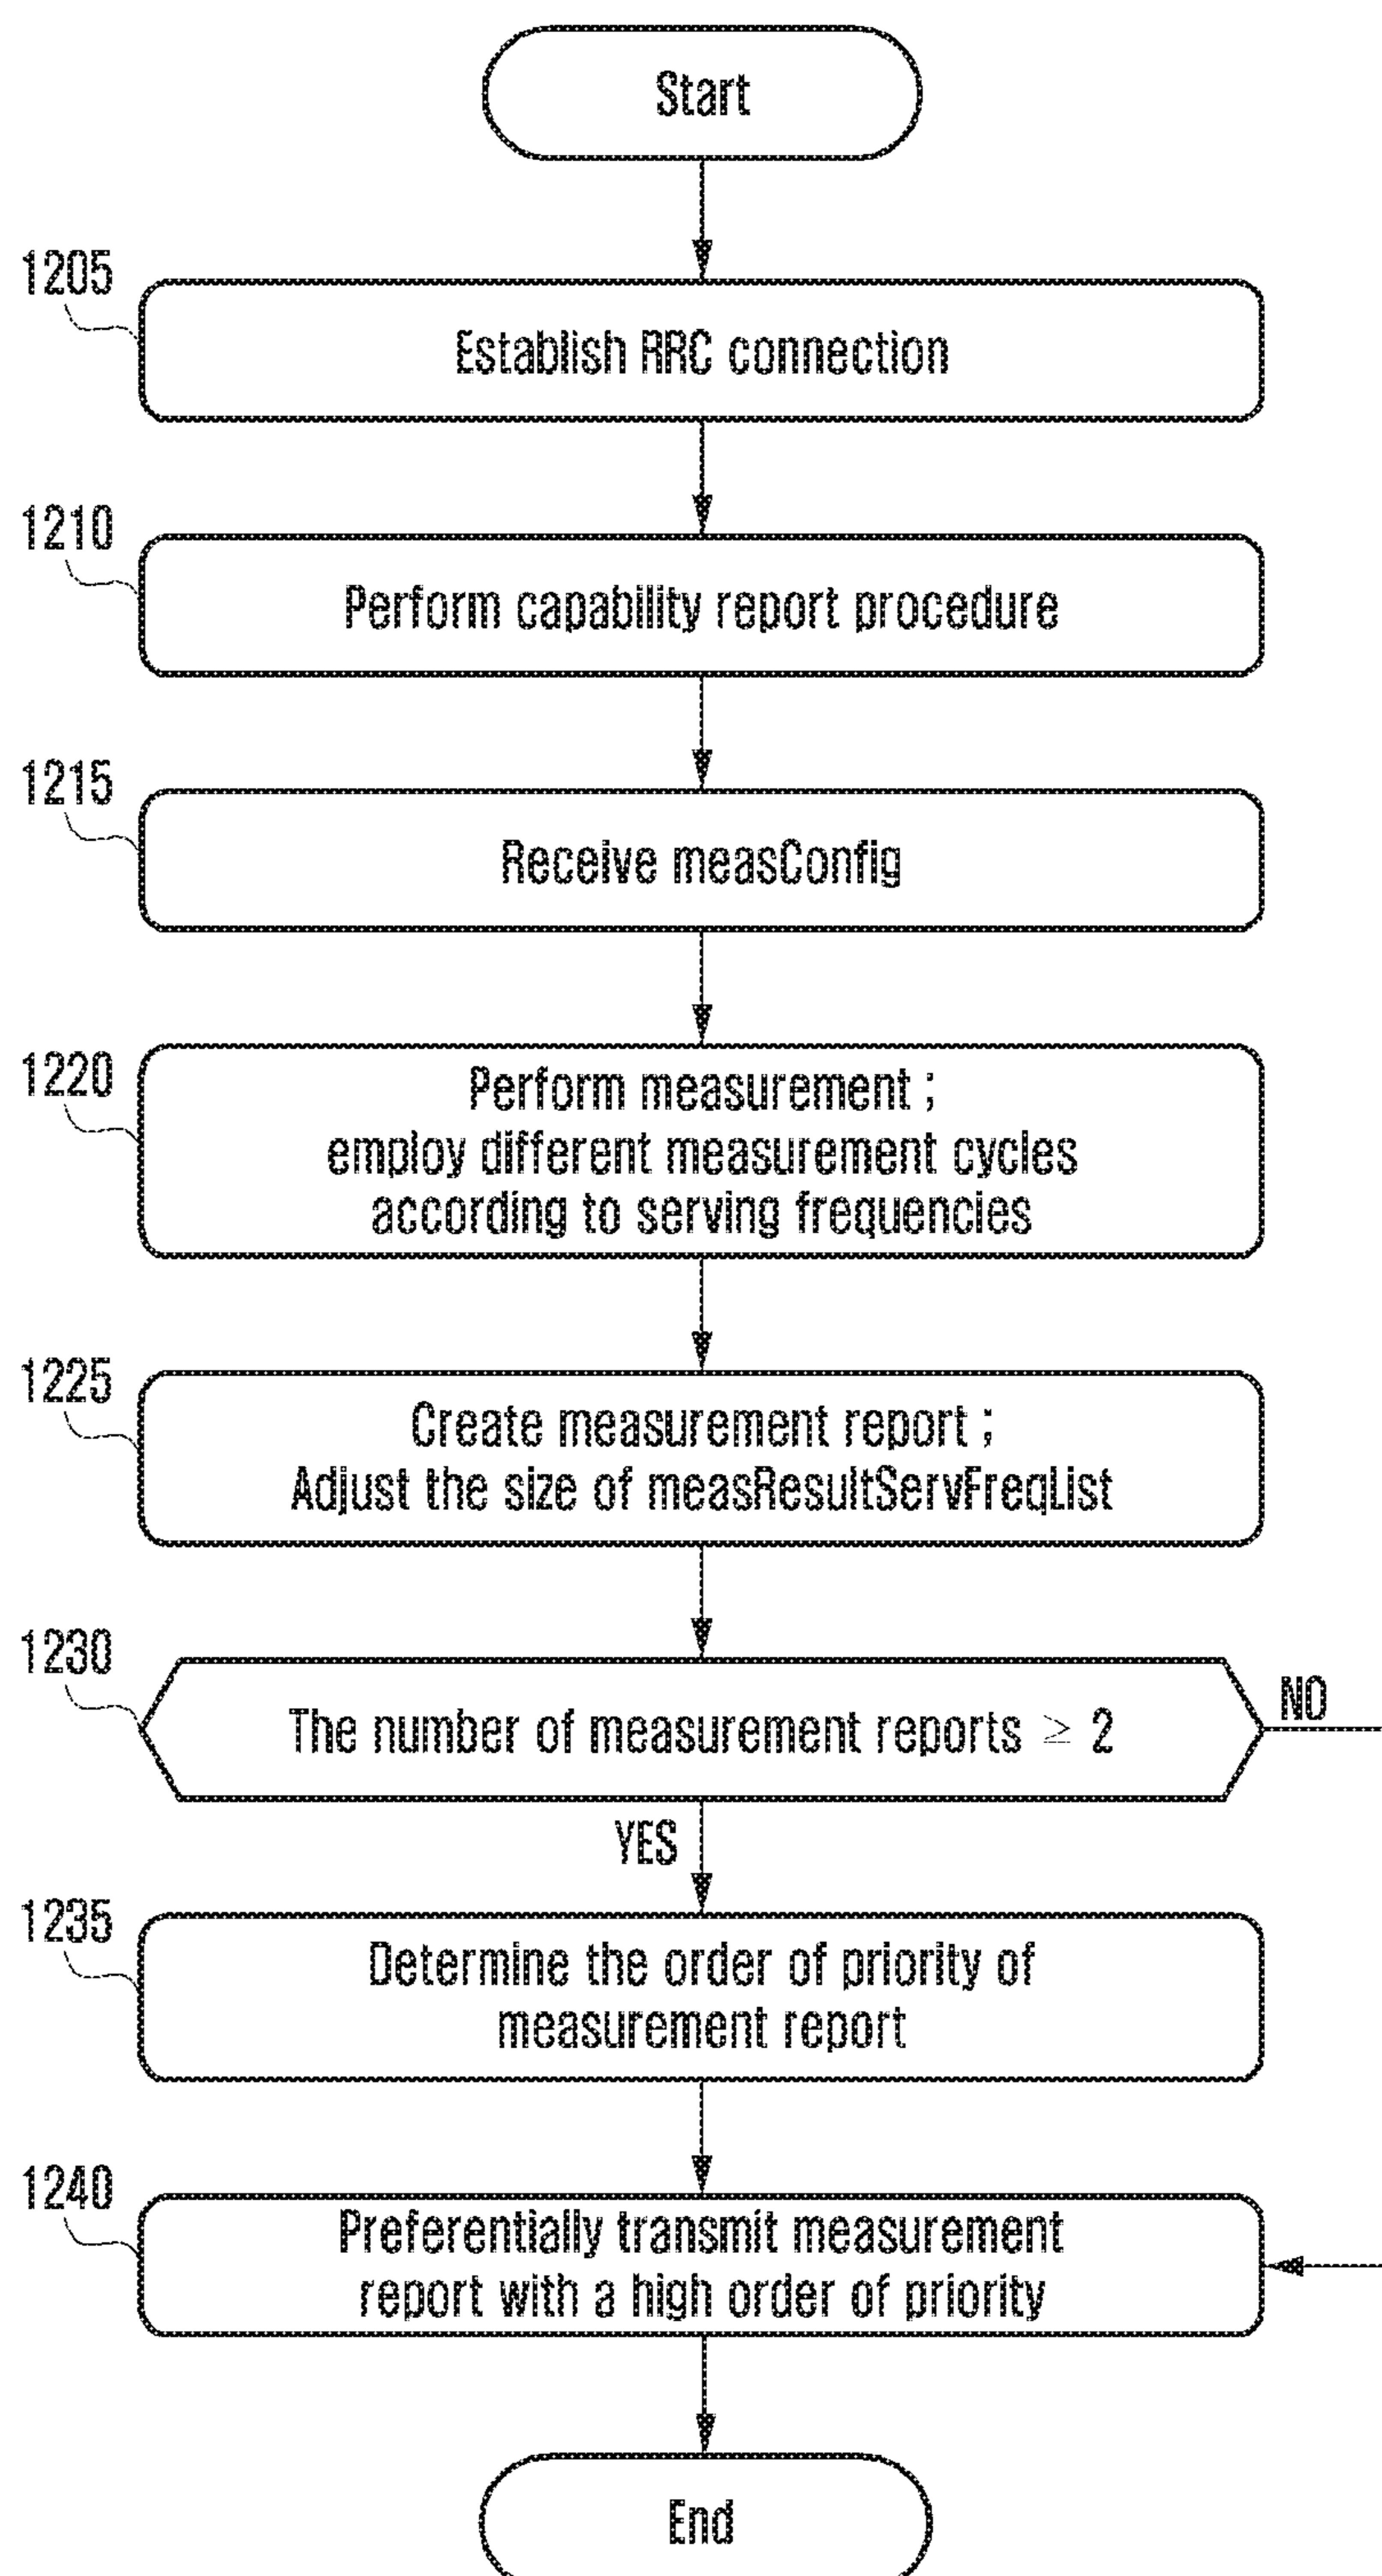 Start
1205
Establish RRC connection
1210
Perform capability report procedure
1215
Receive measConfig
1220
Perform measurement ;
employ different measurement cycles
according to serving frequencies
1225
Create measurement report ;
Adjust the size of measResultServFreqList
1230
The number of measurement reports ≥ 2
NO
YES
1235
Determine the order of priority of
measurement report
1240
Preferentially transmit measurement
report with a high order of priority
End